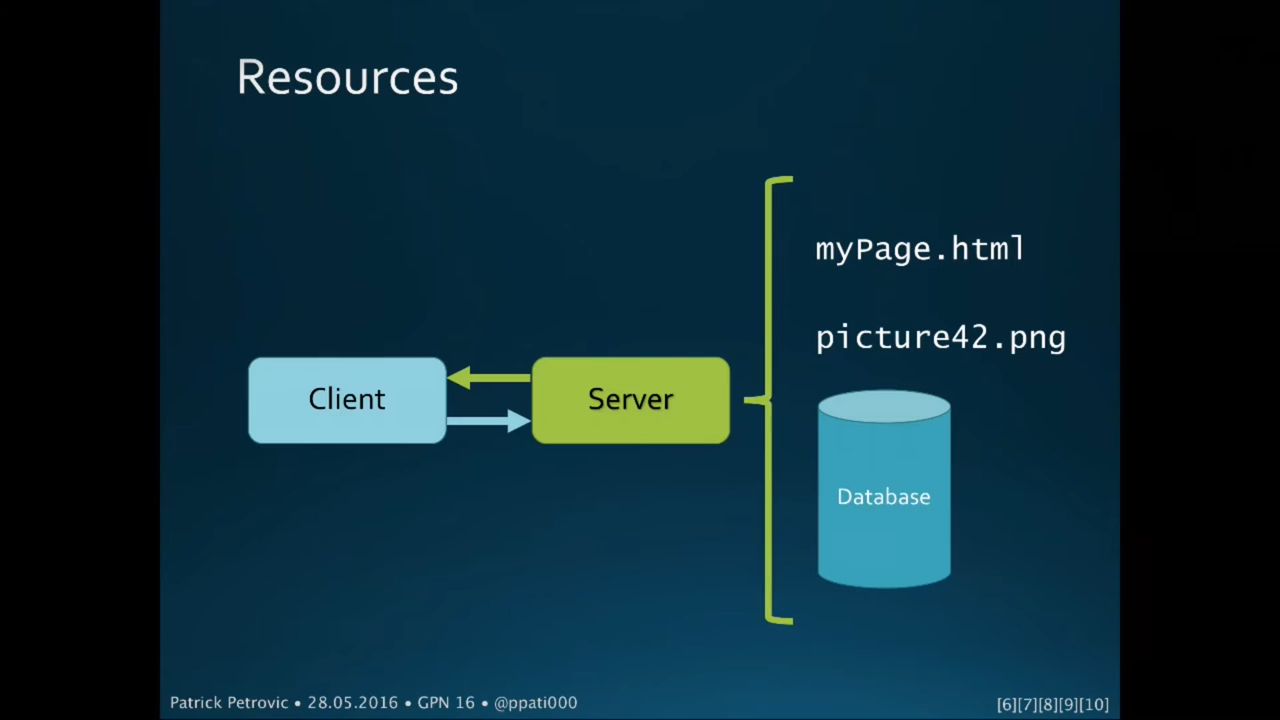 Resources
myPage.html
picture42.png
Client
Server
Database
Patrick Petrovic • 28.05.2016 • GPN 16 • @ppati000
[6][7][8][9][10]